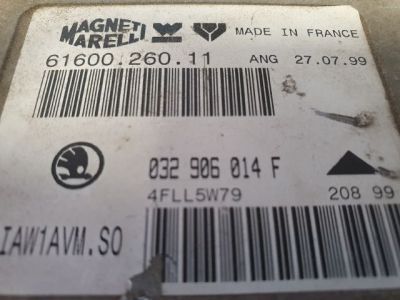 MAGNETI MARELLI MADE IN FRANCE
61600.260.11 ANG 27.07.99
032 906 014 F
4FLL5W79 208 99
IAW1AVM.SO